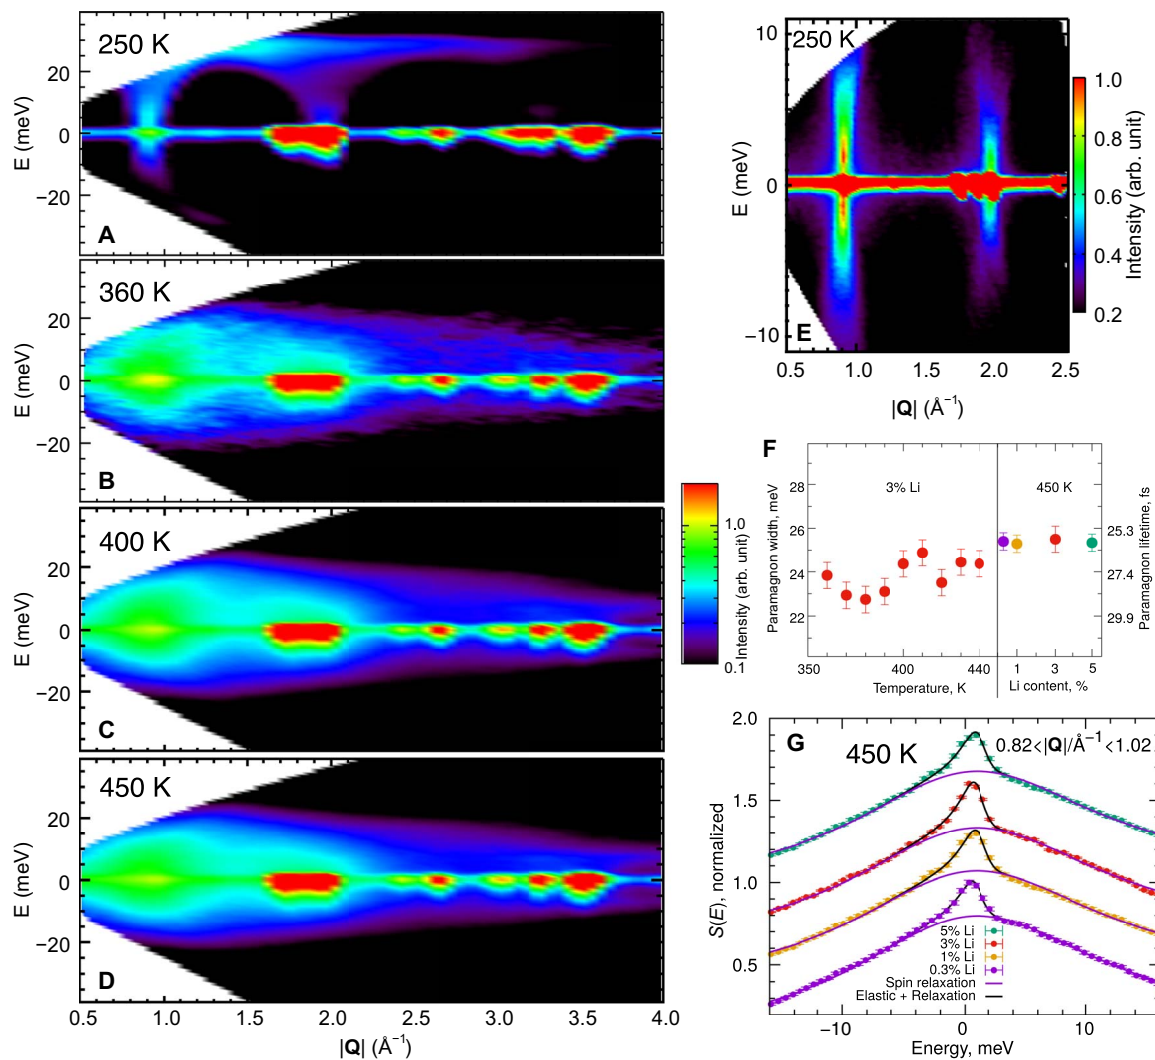 250 K
20
0
−20
E (meV)
A
360 K
20
0
−20
E (meV)
B
400 K
20
0
−20
E (meV)
C
450 K
20
0
−20
E (meV)
D
0.5 1.0 1.5 2.0 2.5 3.0 3.5 4.0
|Q| (Å−1)
1.0
0.1
Intensity (arb. unit)
250 K
10
0
−10
E (meV)
E
0.5 1.0 1.5 2.0 2.5
|Q| (Å−1)
1.0
0.8
0.6
0.4
0.2
Intensity (arb. unit)
F
3% Li
450 K
28
26
24
22
Paramagnon width, meV
25.3
27.4
29.9
Paramagnon lifetime, fs
350 400 440 1 3 5
Temperature, K
Li content, %
G
450 K
0.82<|Q|/Å−1<1.02
2.0
1.5
1.0
0.5
S(E), normalized
5% Li
3% Li
1% Li
0.3% Li
Spin relaxation
Elastic + Relaxation
−10 0 10
Energy, meV